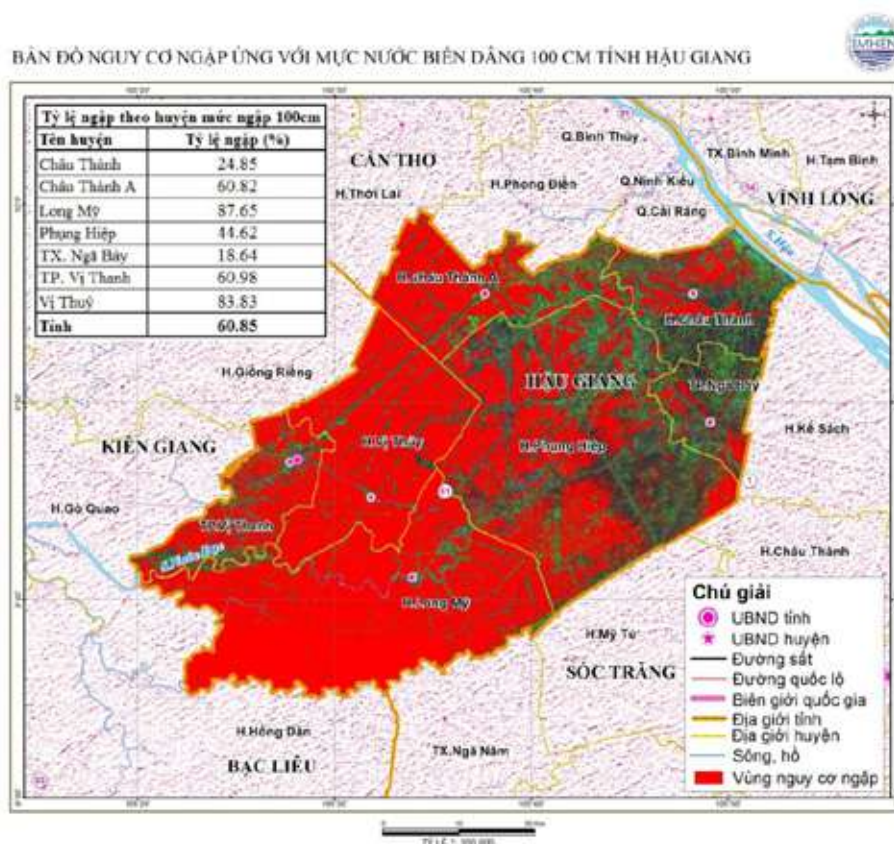 BẢN ĐỒ NGUY CƠ NGẬP ỨNG VỚI MỰC NƯỚC BIỂN DÂNG 100 CM TỈNH HẬU GIANG
IMHEN
Tỷ lệ ngập theo huyện mức ngập 100cm
Tên huyện Tỷ lệ ngập (%)
Châu Thành 24.85
Châu Thành A 60.82
Long Mỹ 87.65
Phụng Hiệp 44.62
TX. Ngã Bảy 18.64
TP. Vị Thanh 60.98
Vị Thuỷ 83.83
Tỉnh 60.85
CẦN THƠ
H.Thới Lai
H.Phong Điền
Q.Bình Thủy
Q.Ninh Kiều
Q.Cái Răng
TX.Bình Minh
H.Tam Bình
VĨNH LONG
S.Hậu
H.Châu Thành A
H.Châu Thành
HẬU GIANG
TP.Ngã Bảy
H.Giồng Riềng
KIÊN GIANG
H.Vị Thủy
H.Phụng Hiệp
H.Kế Sách
H.Gò Quao
TP.Vị Thanh
61
1
H.Long Mỹ
H.Châu Thành
H.Mỹ Tú
SÓC TRĂNG
H.Hồng Dân
BẠC LIÊU
TX.Ngã Năm
Chú giải
UBND tỉnh
UBND huyện
Đường sắt
Đường quốc lộ
Biên giới quốc gia
Địa giới tỉnh
Địa giới huyện
Sông, hồ
Vùng nguy cơ ngập